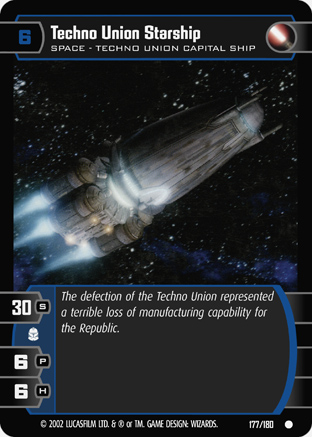 6 Techno Union Starship
SPACE - TECHNO UNION CAPITAL SHIP
30 S
The defection of the Techno Union represented
a terrible loss of manufacturing capability for
the Republic.
6 P
6 H
© 2002 LUCASFILM LTD. & ® or TM. GAME DESIGN: WIZARDS. 177/180